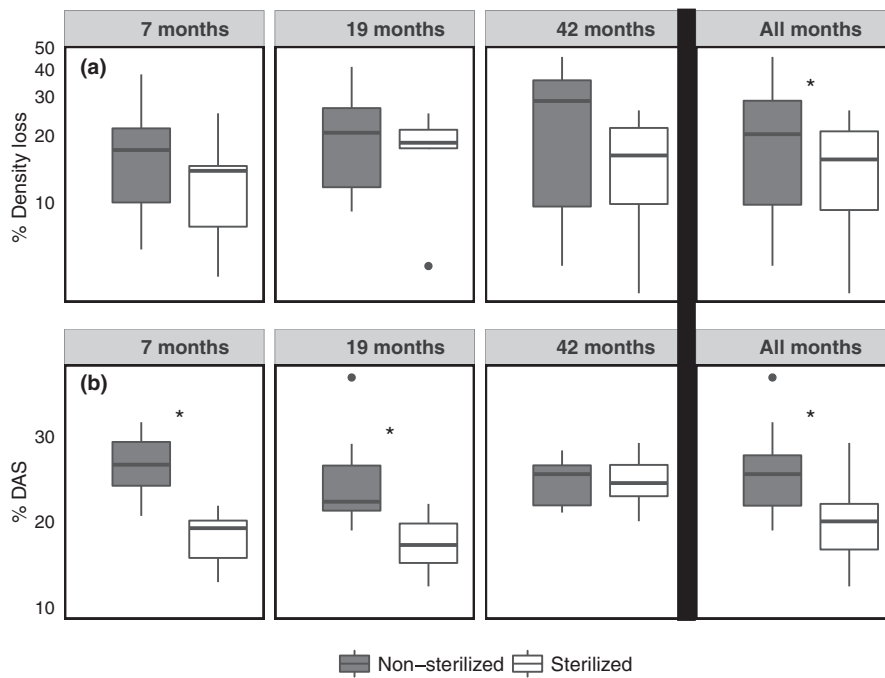 7 months 19 months 42 months All months
(a)
50
40
30
20
10
% Density loss
*
7 months 19 months 42 months All months
(b)
30
20
10
% DAS
* * *
Non–sterilized Sterilized